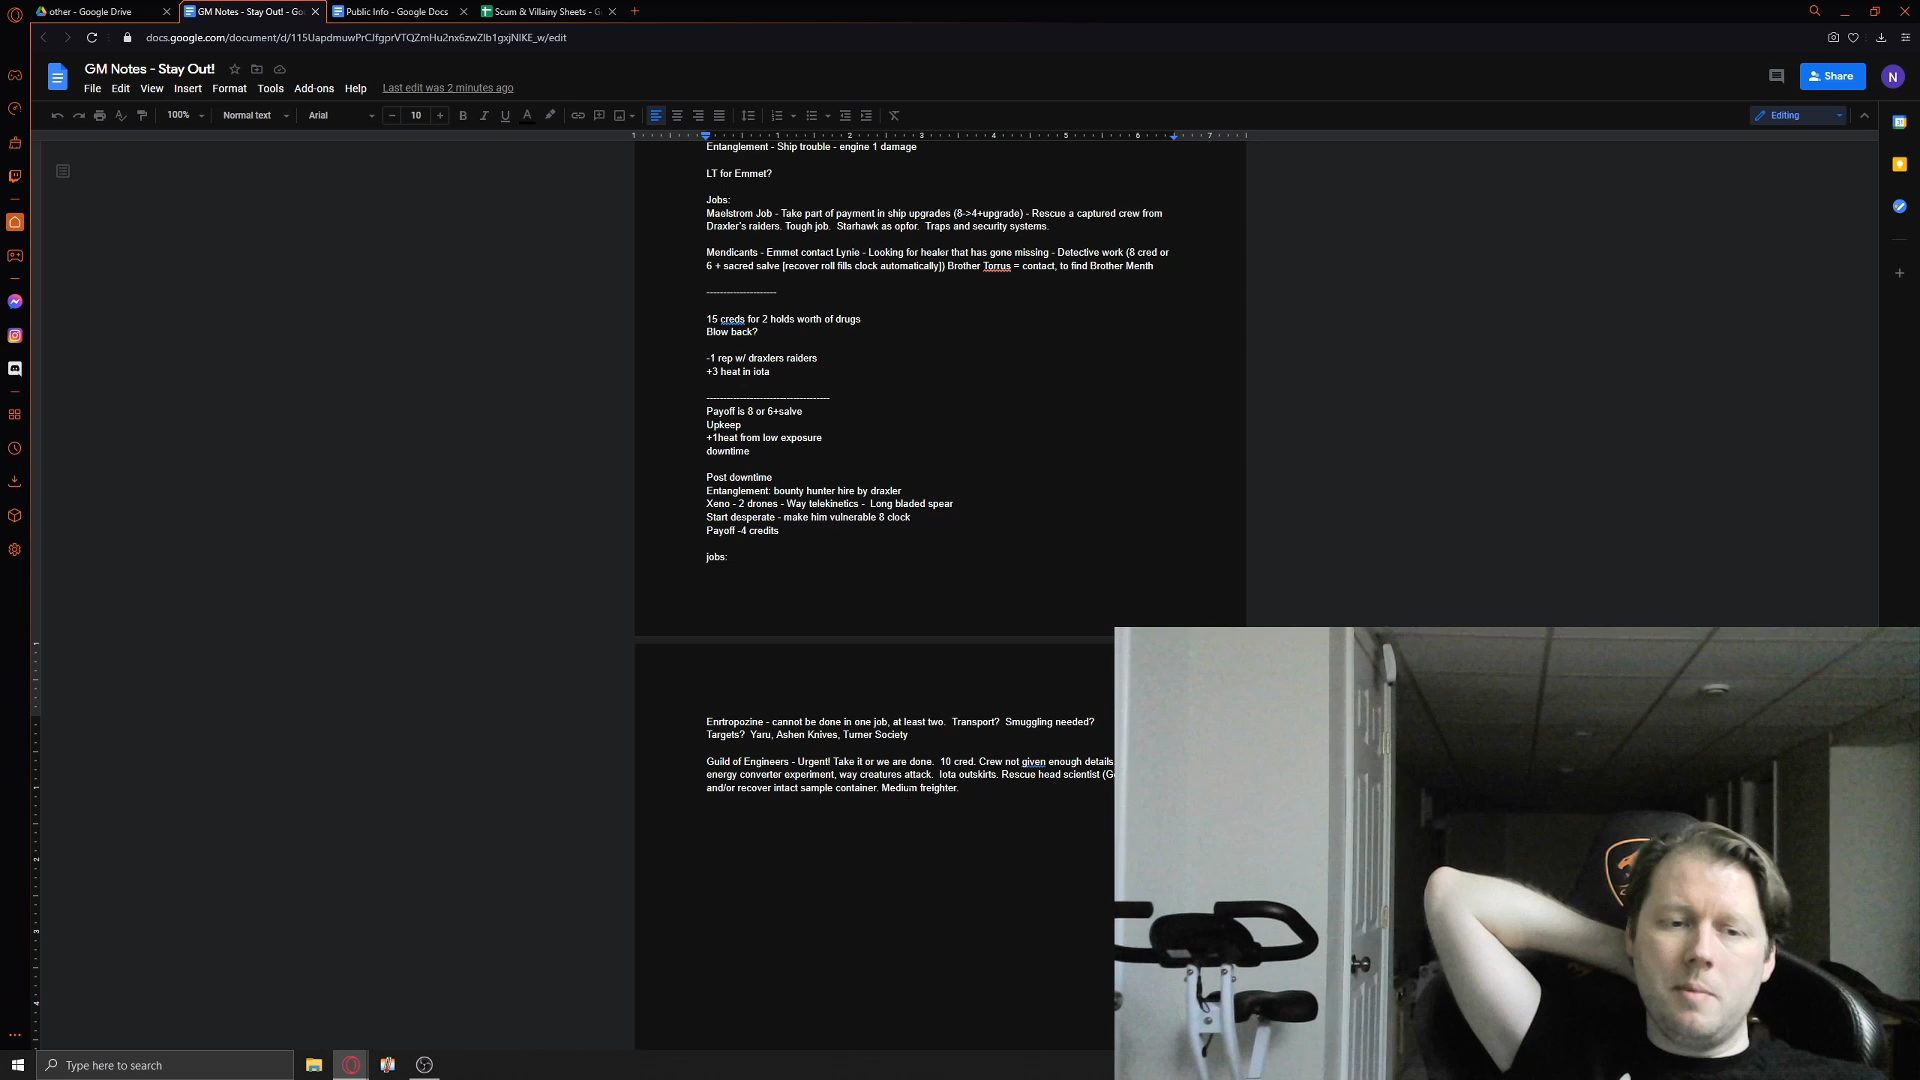 other - Google Drive
GM Notes - Stay Out! - Goo
Public Info - Google Docs
Scum & Villainy Sheets - G
docs.google.com/document/d/115UapdmuwPrCJfgprVTQZmHu2nx6zwZIb1gxjNIKE_w/edit
GM Notes - Stay Out!
File Edit View Insert Format Tools Add-ons Help Last edit was 2 minutes ago
Share
N
100% Normal text Arial 10 Editing
Entanglement - Ship trouble - engine 1 damage
LT for Emmet?
Jobs:
Maelstrom Job - Take part of payment in ship upgrades (8->4+upgrade) - Rescue a captured crew from
Draxler's raiders. Tough job. Starhawk as opfor. Traps and security systems.
Mendicants - Emmet contact Lynie - Looking for healer that has gone missing - Detective work (8 cred or
6 + sacred salve [recover roll fills clock automatically]) Brother Torrus = contact, to find Brother Menth
---------------------
15 creds for 2 holds worth of drugs
Blow back?
-1 rep w/ draxlers raiders
+3 heat in iota
-------------------------------------
Payoff is 8 or 6+salve
Upkeep
+1heat from low exposure
downtime
Post downtime
Entanglement: bounty hunter hire by draxler
Xeno - 2 drones - Way telekinetics - Long bladed spear
Start desperate - make him vulnerable 8 clock
Payoff -4 credits
jobs:
Enrtropozine - cannot be done in one job, at least two. Transport? Smuggling needed?
Targets? Yaru, Ashen Knives, Turner Society
Guild of Engineers - Urgent! Take it or we are done. 10 cred. Crew not given enough details
energy converter experiment, way creatures attack. Iota outskirts. Rescue head scientist
and/or recover intact sample container. Medium freighter.
Type here to search